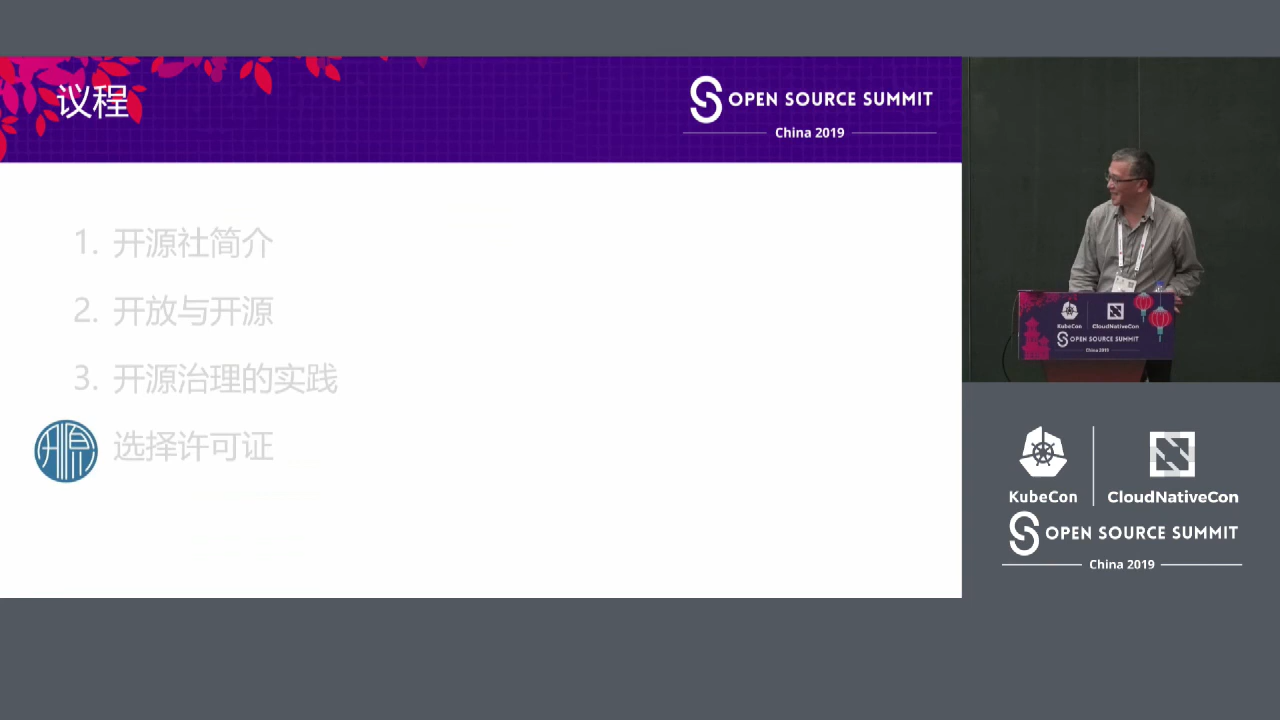 议程
OPEN SOURCE SUMMIT
China 2019
1. 开源社简介
2. 开放与开源
3. 开源治理的实践
开源
选择许可证
KubeCon
CloudNativeCon
OPEN SOURCE SUMMIT
China 2019
KubeCon
CloudNativeCon
OPEN SOURCE SUMMIT
China 2019